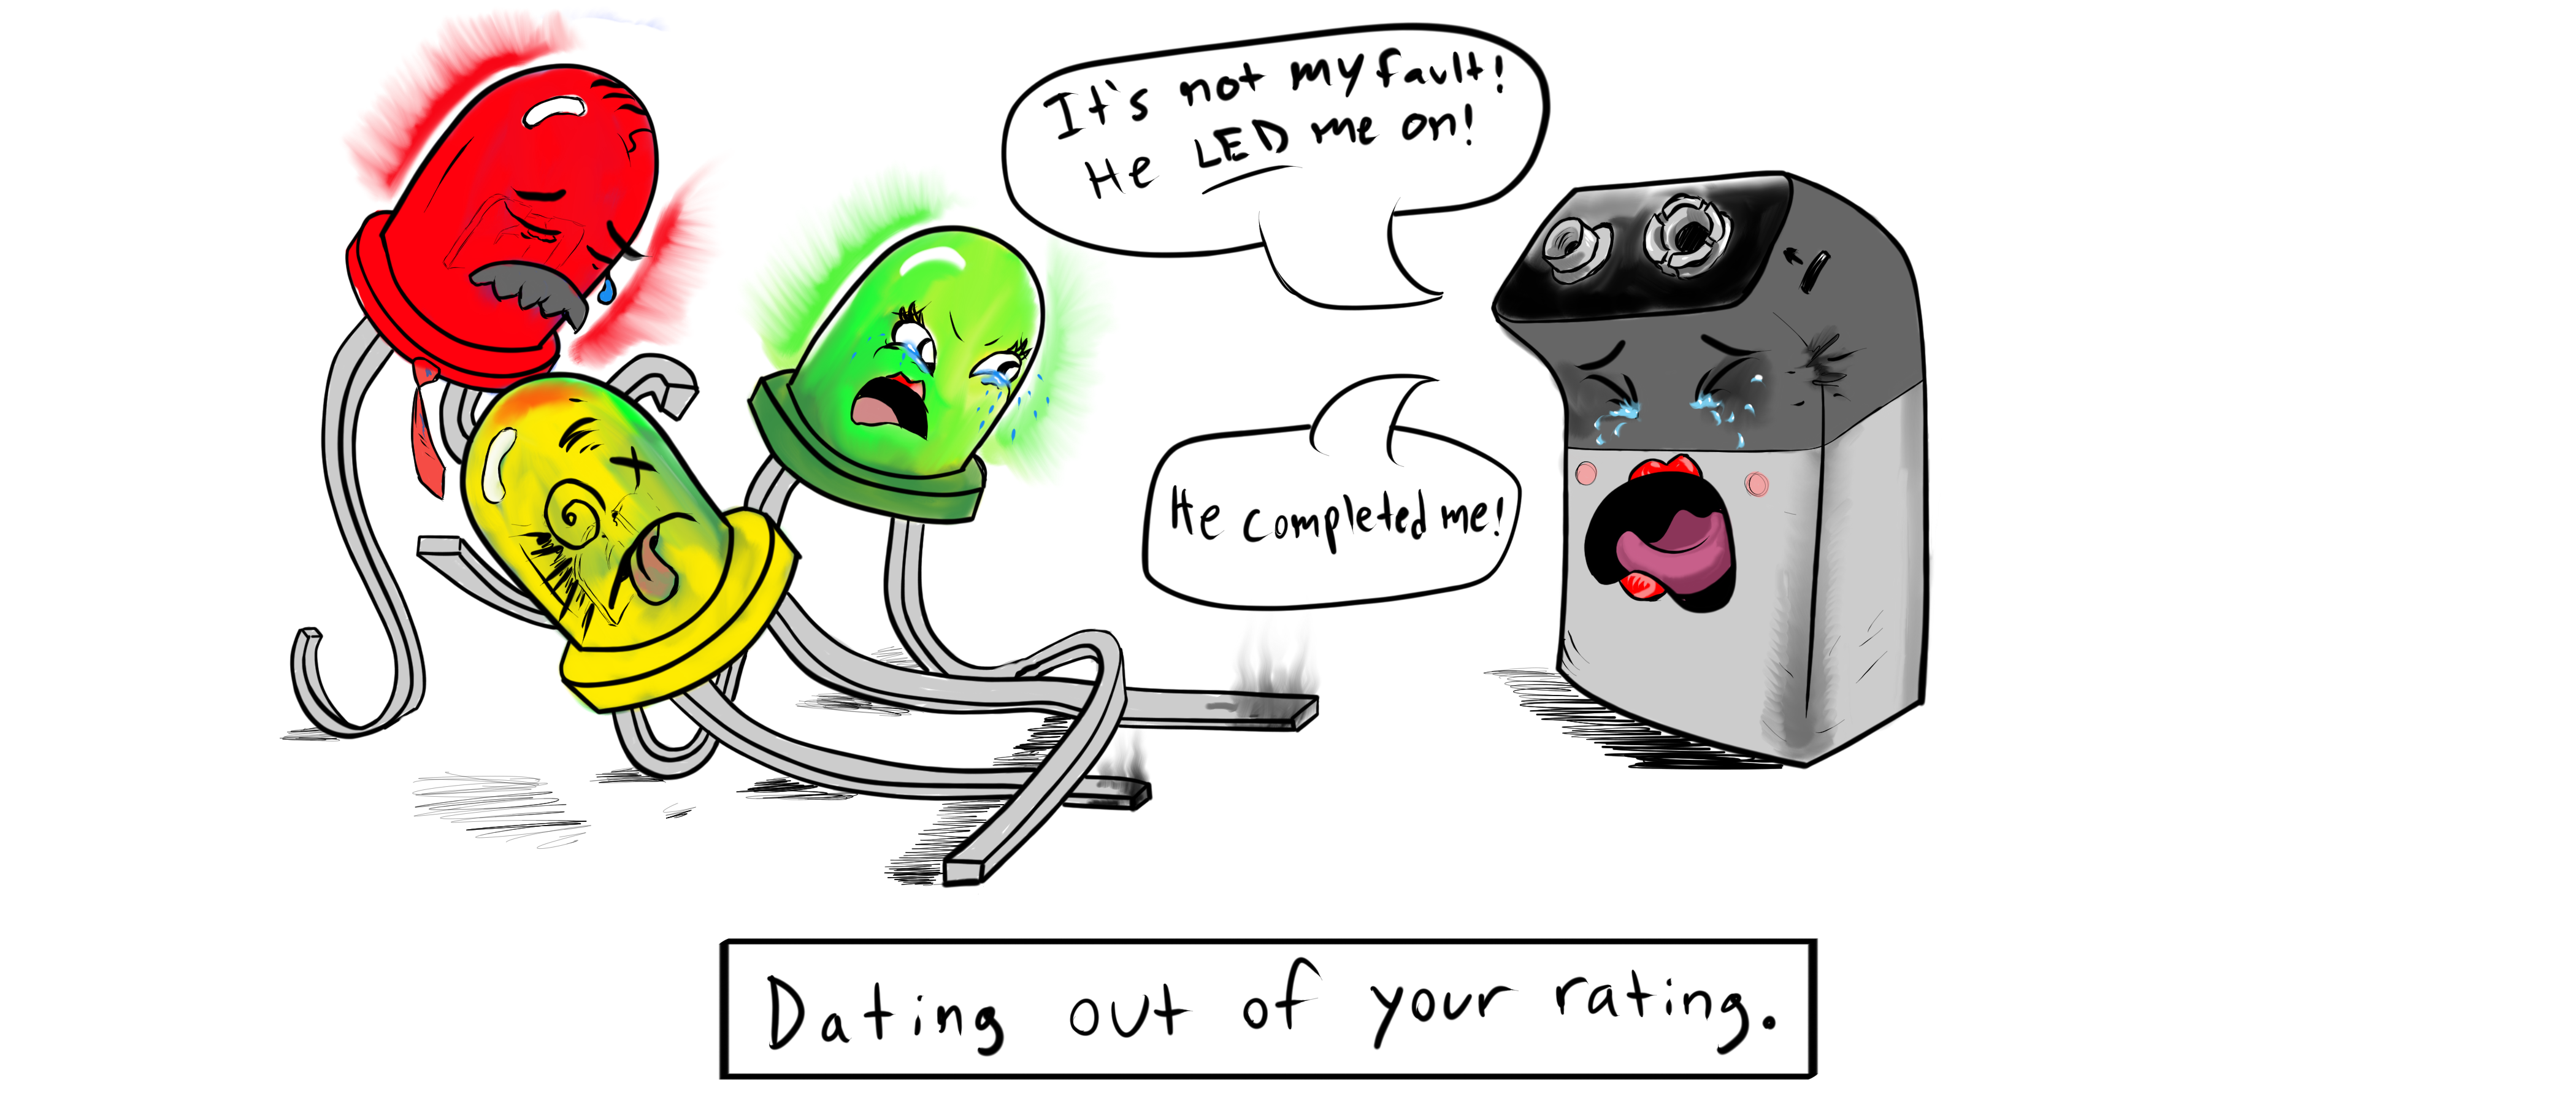 It's not my fault!
He LED me on!
He completed me!
Dating out of your rating.